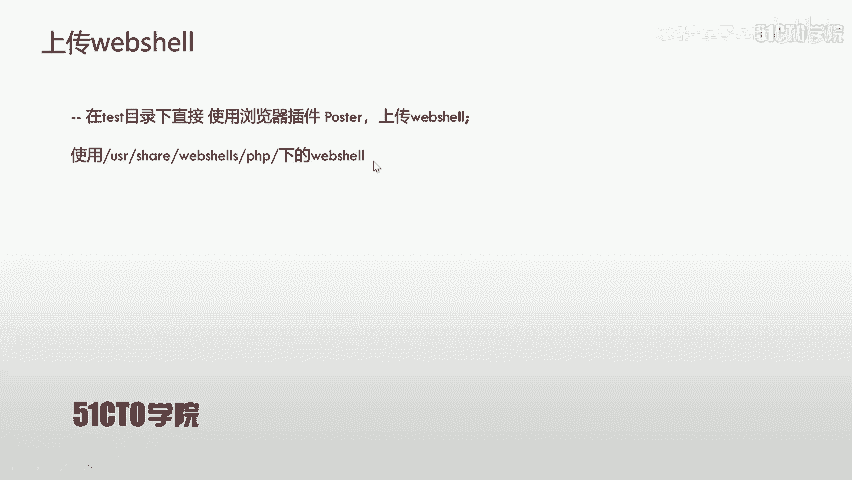 上传webshell
51CTO学院
-- 在test目录下直接 使用浏览器插件 Poster，上传webshell;
使用/usr/share/webshells/php/下的webshell
51CTO学院